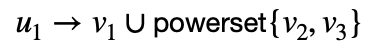 u₁ → v₁ ∪ powerset{v₂, v₃}